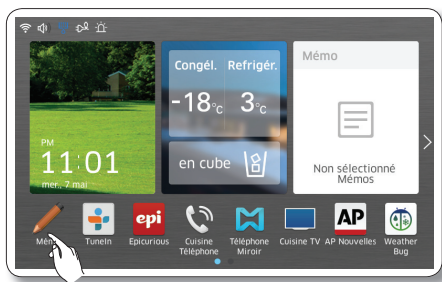 Congél. Refrigér.
-18°c 3°c
en cube
Mémo
Non sélectionné
Mémos
PM
11:01
mer, 7 mai
epi
AP
TuneIn
Epicurious
Cuisine
Téléphone
Téléphone
Miroir
Cuisine TV
AP Nouvelles
Weather
Bug